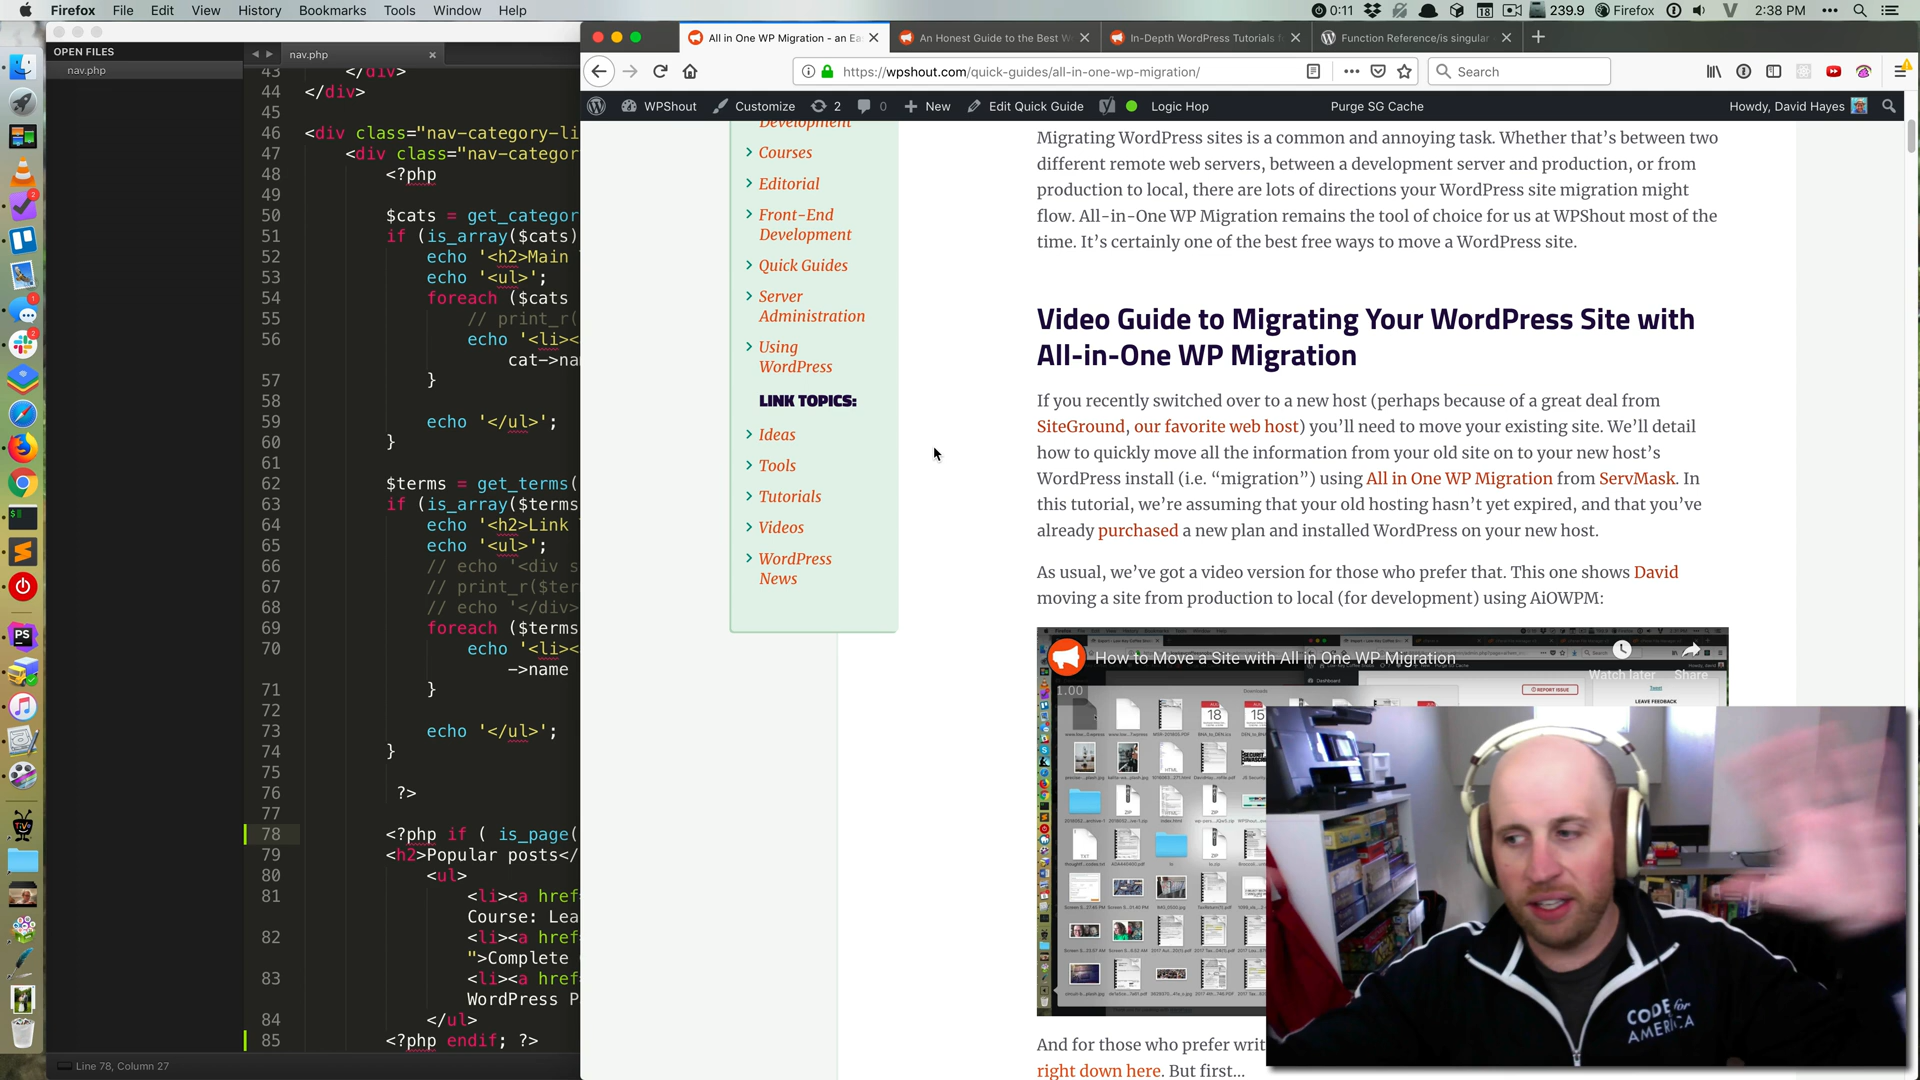 Firefox File Edit View History Bookmarks Tools Window Help
0:11 239.9 Firefox 2:38 PM
OPEN FILES
nav.php
nav.php
43 </div>
44 </div>
45
46 <div class="nav-category-li
47 <div class="nav-categor
48 <?php
49
50 $cats = get_categor
51 if (is_array($cats)
52 echo '<h2>Main
53 echo '<ul>';
54 foreach ($cats
55 // print_r(
56 echo '<li><
cat->na
57 }
58
59 echo '</ul>';
60 }
61
62 $terms = get_terms(
63 if (is_array($terms
64 echo '<h2>Link
65 echo '<ul>';
66 // echo '<div s
67 // print_r($ter
68 // echo '</div>
69 foreach ($terms
70 echo '<li><
->name
71 }
72
73 echo '</ul>';
74 }
75
76 ?>
77
78 <?php if ( is_page(
79 <h2>Popular posts</
80 <ul>
81 <li><a href=
Course: Lea
82 <li><a href=
">Complete
83 <li><a href=
WordPress P
84 </ul>
85 <?php endif; ?>
Line 78, Column 27
All in One WP Migration - an Ea
An Honest Guide to the Best W
In-Depth WordPress Tutorials f
Function Reference/is singular
https://wpshout.com/quick-guides/all-in-one-wp-migration/
Search
WPShout Customize 2 0 New Edit Quick Guide Logic Hop Purge SG Cache Howdy, David Hayes
Development
Courses
Editorial
Front-End
Development
Quick Guides
Server
Administration
Using
WordPress
LINK TOPICS:
Ideas
Tools
Tutorials
Videos
WordPress
News
Migrating WordPress sites is a common and annoying task. Whether that's between two
different remote web servers, between a development server and production, or from
production to local, there are lots of directions your WordPress site migration might
flow. All-in-One WP Migration remains the tool of choice for us at WPShout most of the
time. It's certainly one of the best free ways to move a WordPress site.
Video Guide to Migrating Your WordPress Site with
All-in-One WP Migration
If you recently switched over to a new host (perhaps because of a great deal from
SiteGround, our favorite web host) you'll need to move your existing site. We'll detail
how to quickly move all the information from your old site on to your new host's
WordPress install (i.e. “migration”) using All in One WP Migration from ServMask. In
this tutorial, we're assuming that your old hosting hasn't yet expired, and that you've
already purchased a new plan and installed WordPress on your new host.
As usual, we've got a video version for those who prefer that. This one shows David
moving a site from production to local (for development) using AiOWPM:
How to Move a Site with All in One WP Migration
Watch later Share
1.00
REPORT ISSUE
LEAVE FEEDBACK
18 15
And for those who prefer writ
right down here. But first...
CODE for
AMERICA